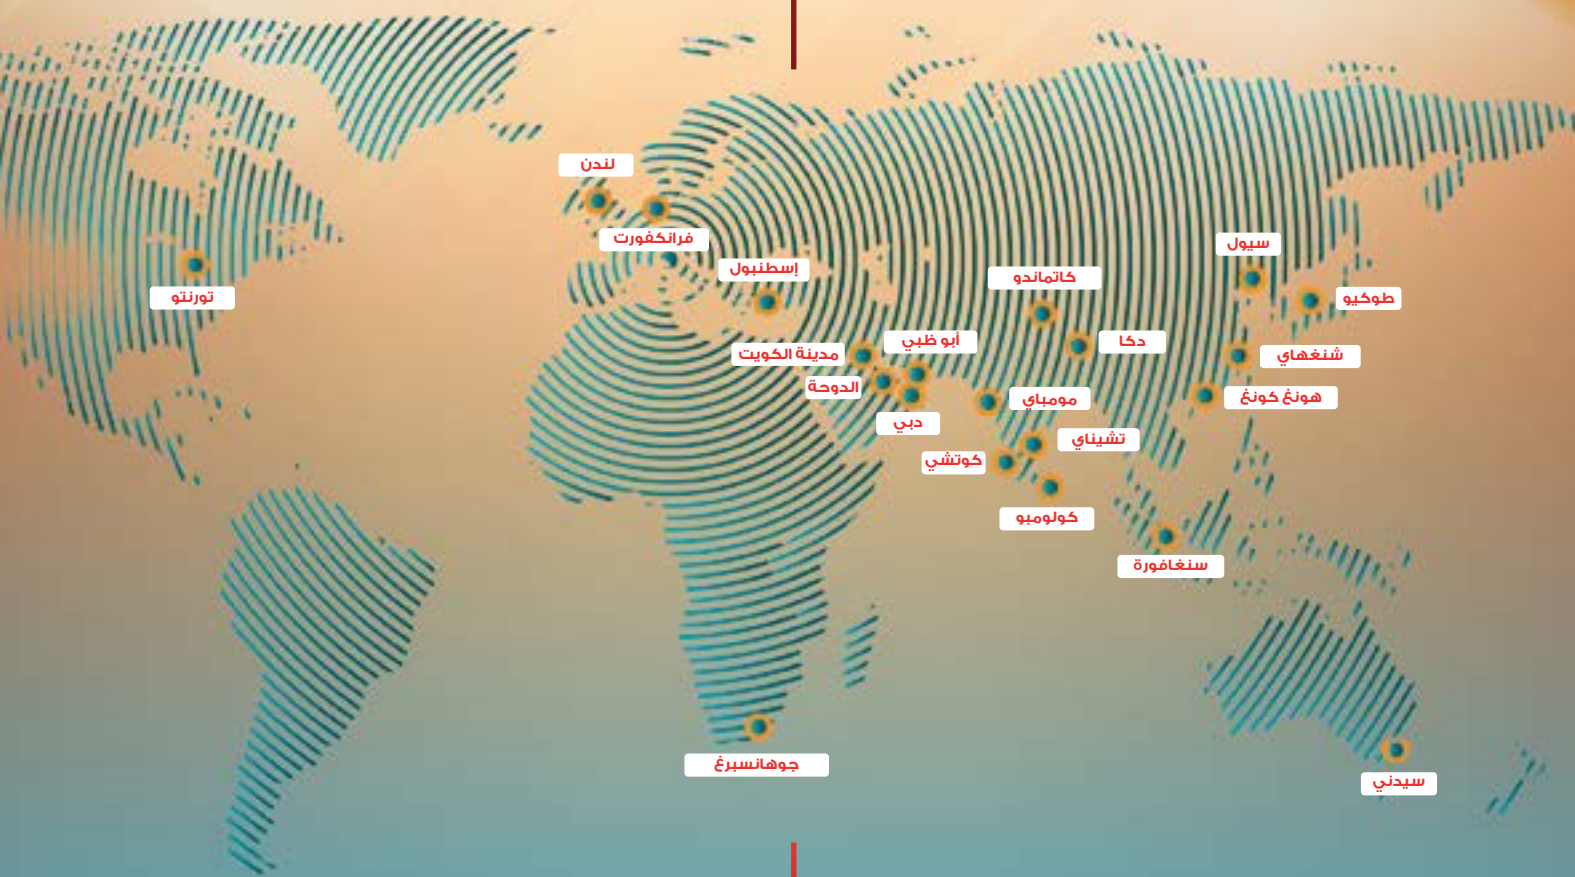 لندن
فرانكفورت
سيول
إسطنبول
كاتماندو
تورنتو
طوكيو
أبو ظبي
دكا
مدينة الكويت
شنغهاي
الدوحة
مومباي
هونغ كونغ
دبي
تشيناي
كوتشي
كولومبو
سنغافورة
جوهانسبرغ
سيدني